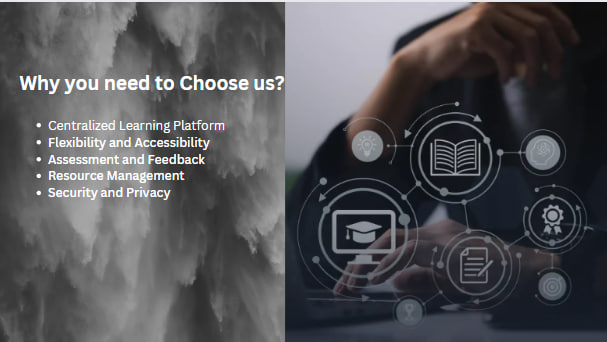 Why you need to Choose us?
• Centralized Learning Platform
• Flexibility and Accessibility
• Assessment and Feedback
• Resource Management
• Security and Privacy